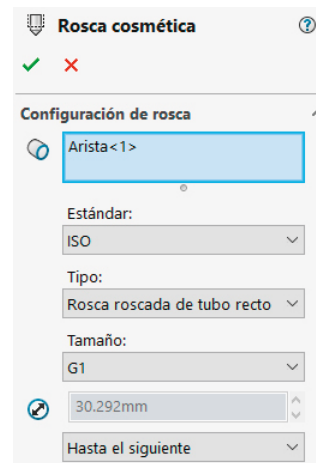 Rosca cosmética
Configuración de rosca
Arista<1>
Estándar:
ISO
Tipo:
Rosca roscada de tubo recto
Tamaño:
G1
30.292mm
Hasta el siguiente